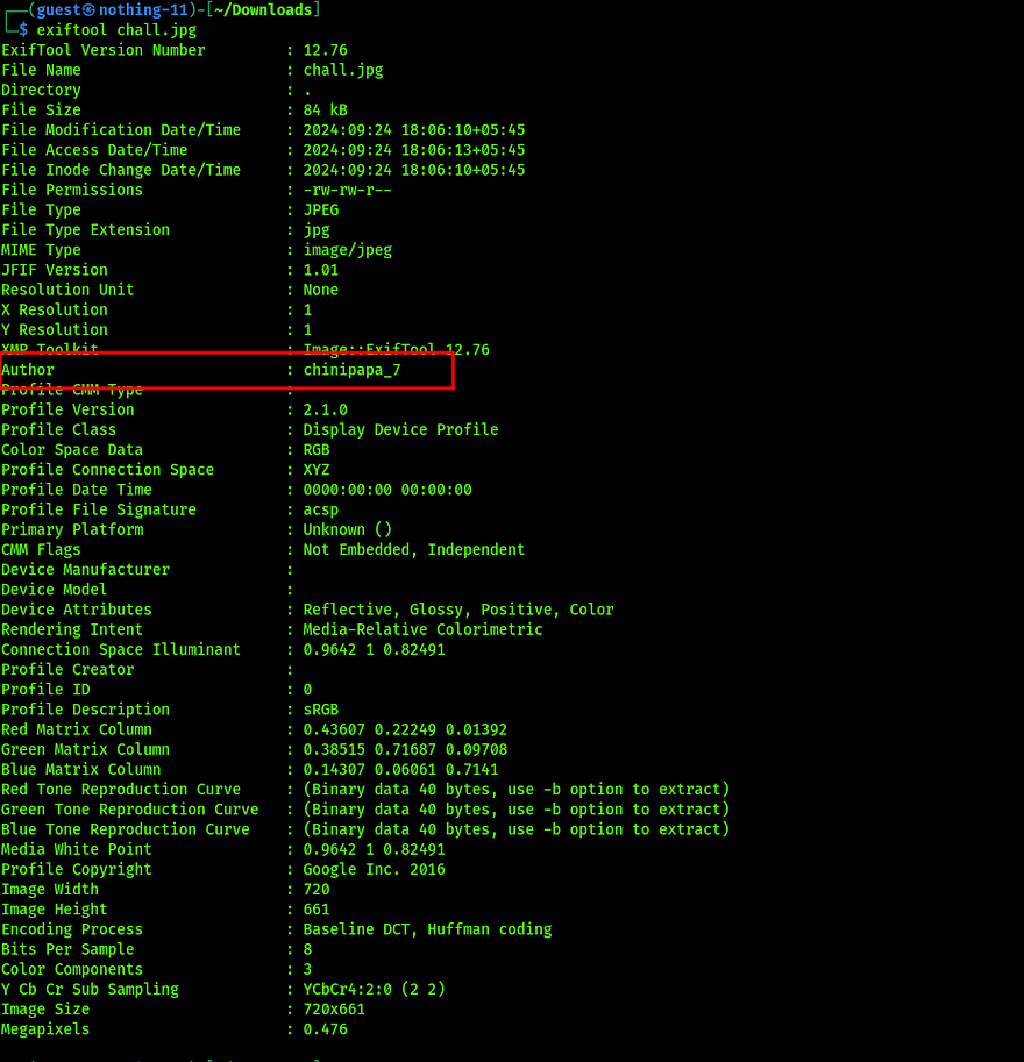 ┌──(guest㉿nothing-11)-[~/Downloads]
└─$ exiftool chall.jpg
ExifTool Version Number         : 12.76
File Name                       : chall.jpg
Directory                       : .
File Size                       : 84 kB
File Modification Date/Time     : 2024:09:24 18:06:10+05:45
File Access Date/Time           : 2024:09:24 18:06:13+05:45
File Inode Change Date/Time     : 2024:09:24 18:06:10+05:45
File Permissions                : -rw-rw-r--
File Type                       : JPEG
File Type Extension             : jpg
MIME Type                       : image/jpeg
JFIF Version                    : 1.01
Resolution Unit                 : None
X Resolution                    : 1
Y Resolution                    : 1
XMP Toolkit                     : Image::ExifTool 12.76
Author                          : chinipapa_7
Profile CMM Type                :
Profile Version                 : 2.1.0
Profile Class                   : Display Device Profile
Color Space Data                : RGB
Profile Connection Space        : XYZ
Profile Date Time               : 0000:00:00 00:00:00
Profile File Signature          : acsp
Primary Platform                : Unknown ()
CMM Flags                       : Not Embedded, Independent
Device Manufacturer             :
Device Model                    :
Device Attributes               : Reflective, Glossy, Positive, Color
Rendering Intent                : Media-Relative Colorimetric
Connection Space Illuminant     : 0.9642 1 0.82491
Profile Creator                 :
Profile ID                      : 0
Profile Description             : sRGB
Red Matrix Column               : 0.43607 0.22249 0.01392
Green Matrix Column             : 0.38515 0.71687 0.09708
Blue Matrix Column              : 0.14307 0.06061 0.7141
Red Tone Reproduction Curve     : (Binary data 40 bytes, use -b option to extract)
Green Tone Reproduction Curve   : (Binary data 40 bytes, use -b option to extract)
Blue Tone Reproduction Curve    : (Binary data 40 bytes, use -b option to extract)
Media White Point               : 0.9642 1 0.82491
Profile Copyright               : Google Inc. 2016
Image Width                     : 720
Image Height                    : 661
Encoding Process                : Baseline DCT, Huffman coding
Bits Per Sample                 : 8
Color Components                : 3
Y Cb Cr Sub Sampling            : YCbCr4:2:0 (2 2)
Image Size                      : 720x661
Megapixels                      : 0.476